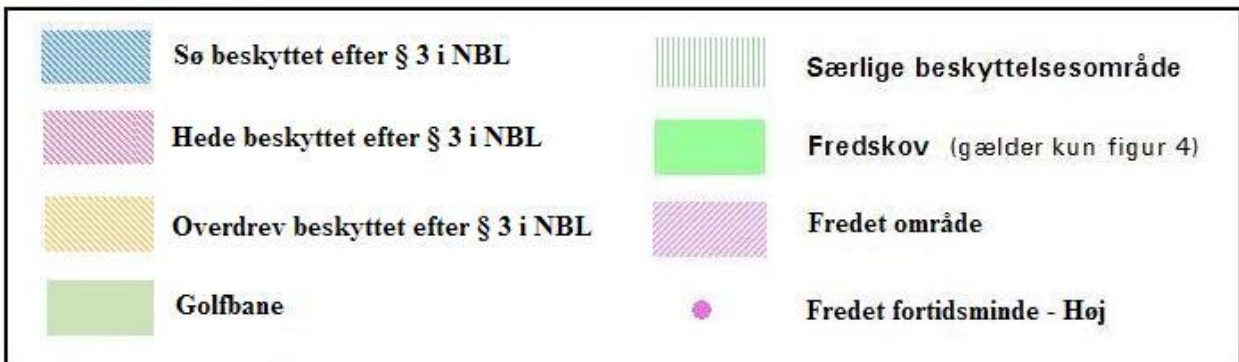 Sø beskyttet efter § 3 i NBL
Hede beskyttet efter § 3 i NBL
Overdrev beskyttet efter § 3 i NBL
Golfbane
Særlige beskyttelsesområde
Fredskov (gælder kun figur 4)
Fredet område
Fredet fortidsminde - Høj